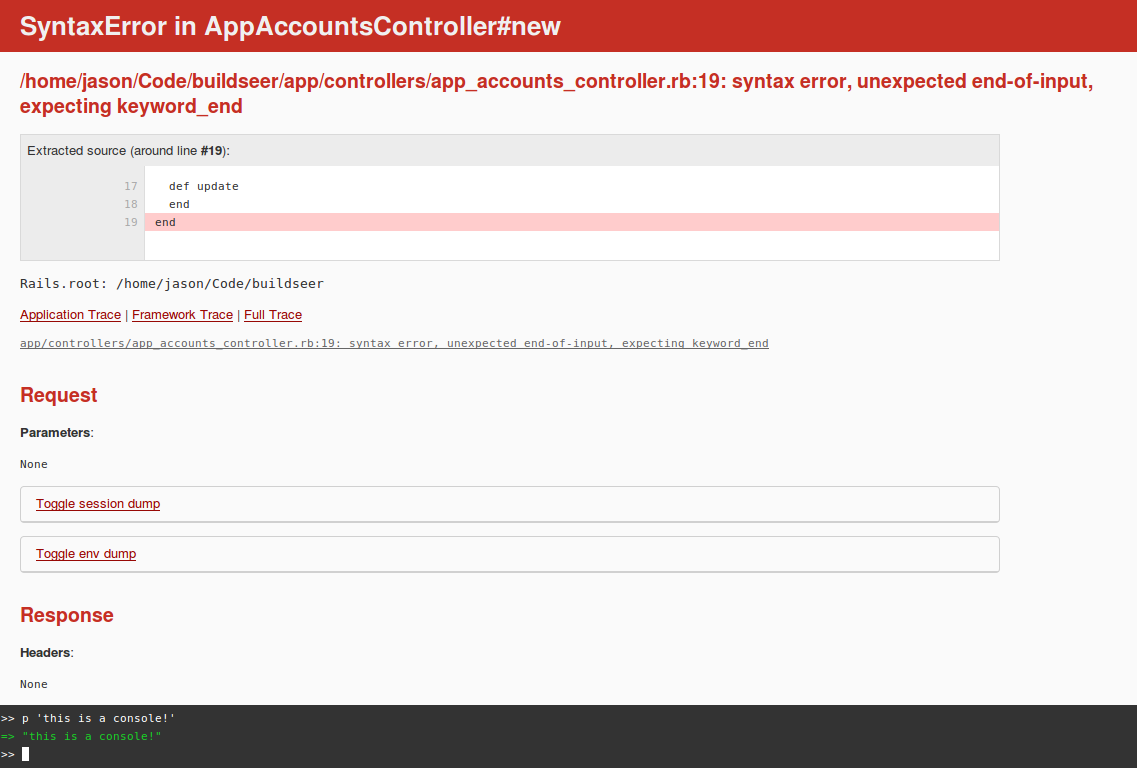 SyntaxError in AppAccountsController#new
/home/jason/Code/buildseer/app/controllers/app_accounts_controller.rb:19: syntax error, unexpected end-of-input,
expecting keyword_end
Extracted source (around line #19):
17 def update
18 end
19 end
Rails.root: /home/jason/Code/buildseer
Application Trace | Framework Trace | Full Trace
app/controllers/app_accounts_controller.rb:19: syntax error, unexpected end-of-input, expecting keyword_end
Request
Parameters:
None
Toggle session dump
Toggle env dump
Response
Headers:
None
>> p 'this is a console!'
=> "this is a console!"
>>